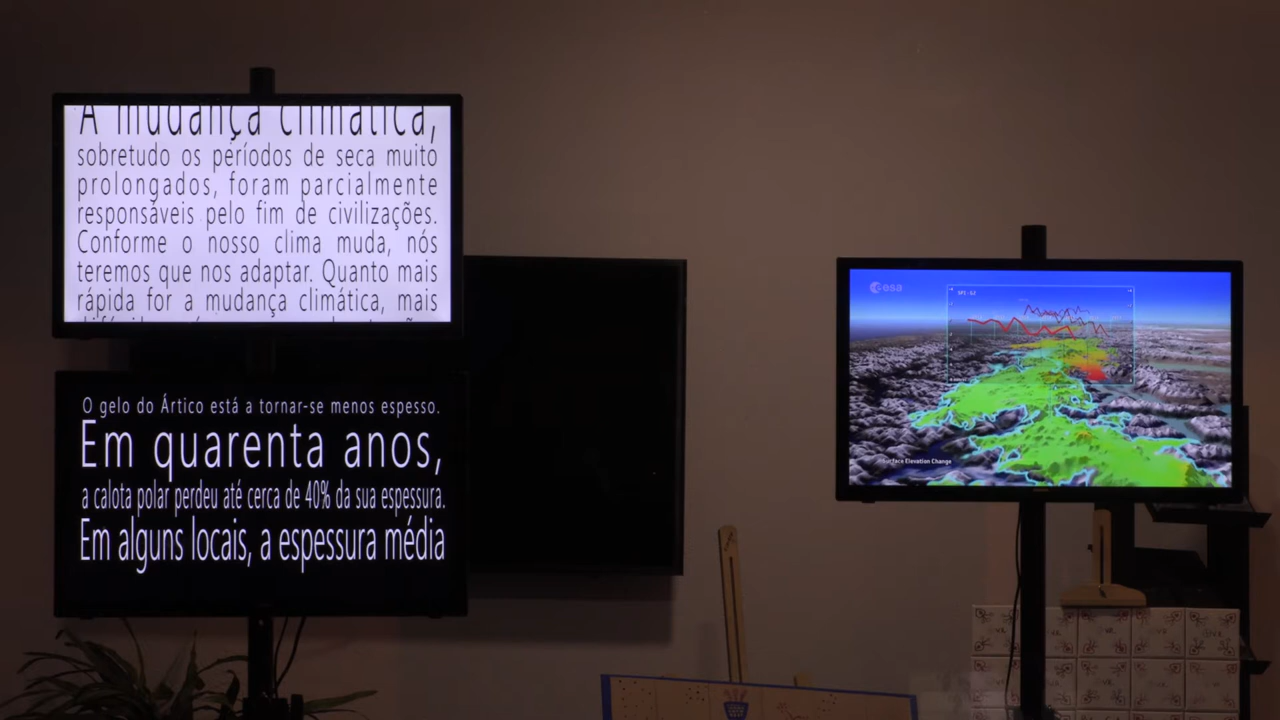 A mudança climática,
sobretudo os períodos de seca muito
prolongados, foram parcialmente
responsáveis pelo fim de civilizações.
Conforme o nosso clima muda, nós
teremos que nos adaptar. Quanto mais
rápida for a mudança climática, mais
O gelo do Ártico está a tornar-se menos espesso.
Em quarenta anos,
a calota polar perdeu até cerca de 40% da sua espessura.
Em alguns locais, a espessura média
esa
Surface Elevation Change